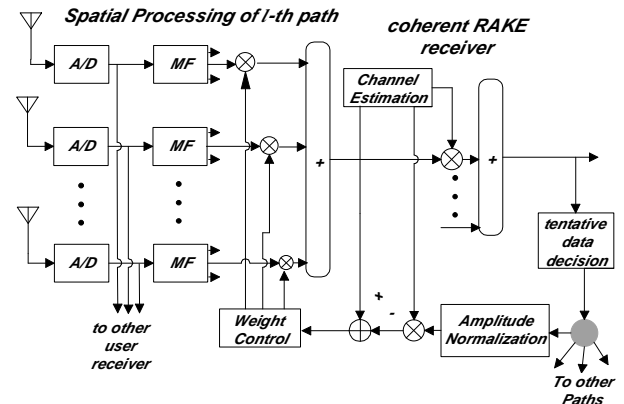 Spatial Processing of l-th path
coherent RAKE
receiver
A/D
MF
Channel
Estimation
A/D
MF
+
+
A/D
MF
tentative
data
decision
to other
user
receiver
Weight
Control
+
-
Amplitude
Normalization
To other
Paths